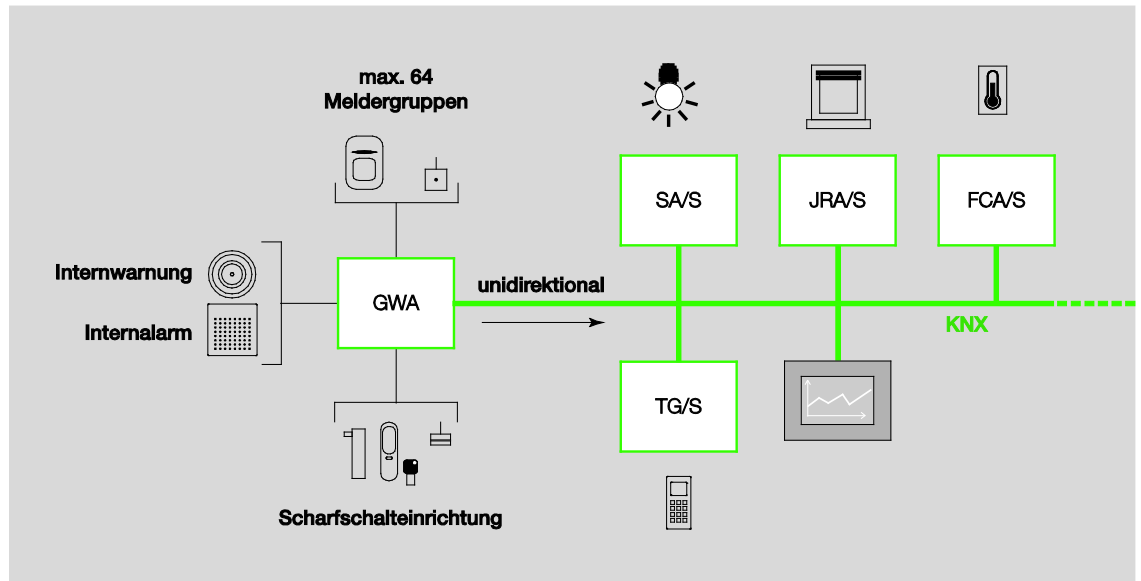 max. 64
Meldergruppen
SA/S
JRA/S
FCA/S
Internwarnung
Internalarm
GWA
unidirektional
KNX
TG/S
Scharfschalteinrichtung